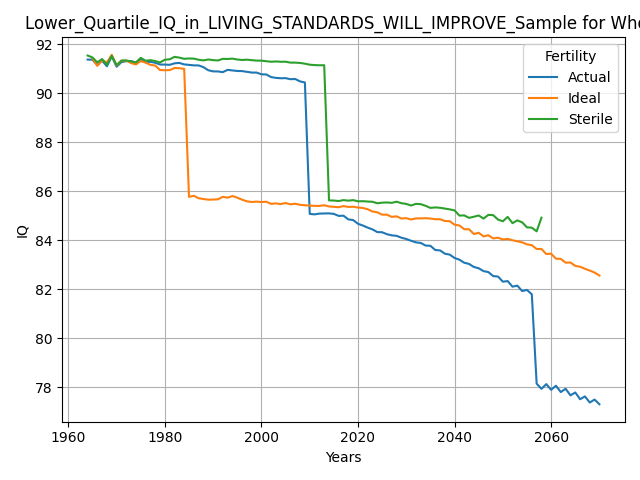 Lower_Quartile_IQ_in_LIVING_STANDARDS_WILL_IMPROVE_Sample for
92
90
88
86
84
82
80
78
IQ
Fertility
Actual
Ideal
Sterile
1960 1980 2000 2020 2040 2060
Years